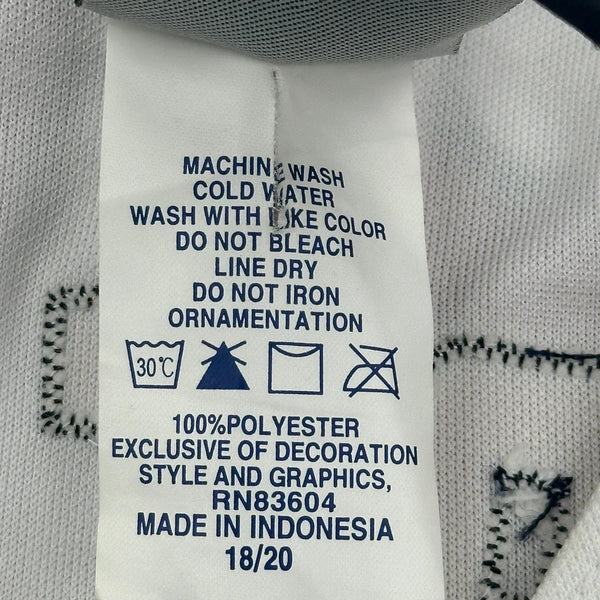 MACHINE WASH
COLD WATER
WASH WITH LIKE COLOR
DO NOT BLEACH
LINE DRY
DO NOT IRON
ORNAMENTATION
30°C
100%POLYESTER
EXCLUSIVE OF DECORATION
STYLE AND GRAPHICS,
RN83604
MADE IN INDONESIA
18/20